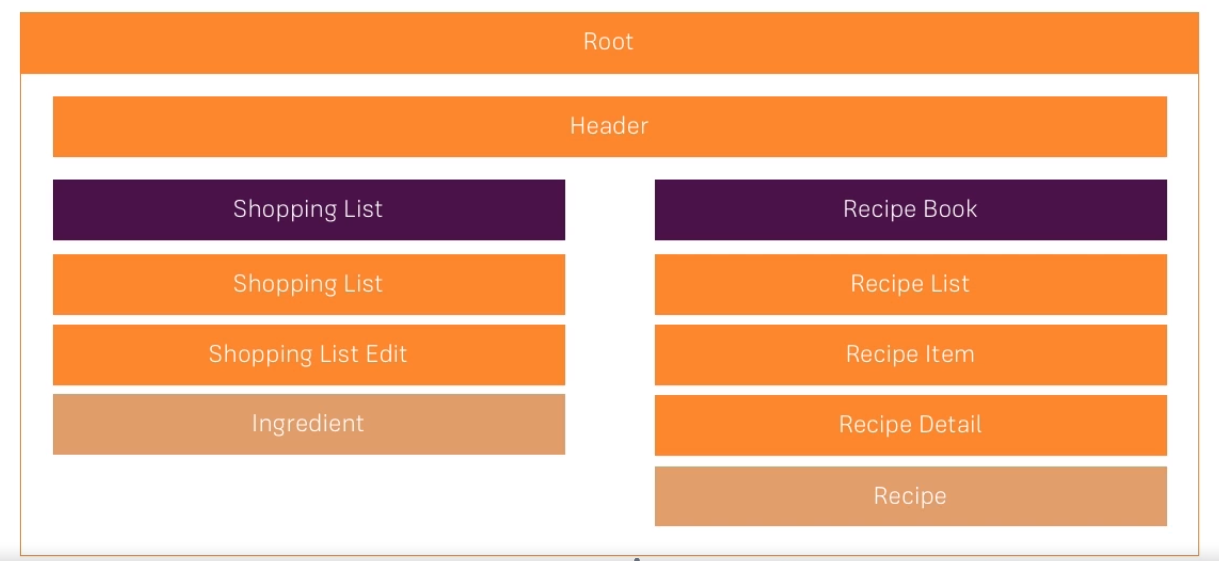 Root
Header
Shopping List
Shopping List
Shopping List Edit
Ingredient
Recipe Book
Recipe List
Recipe Item
Recipe Detail
Recipe